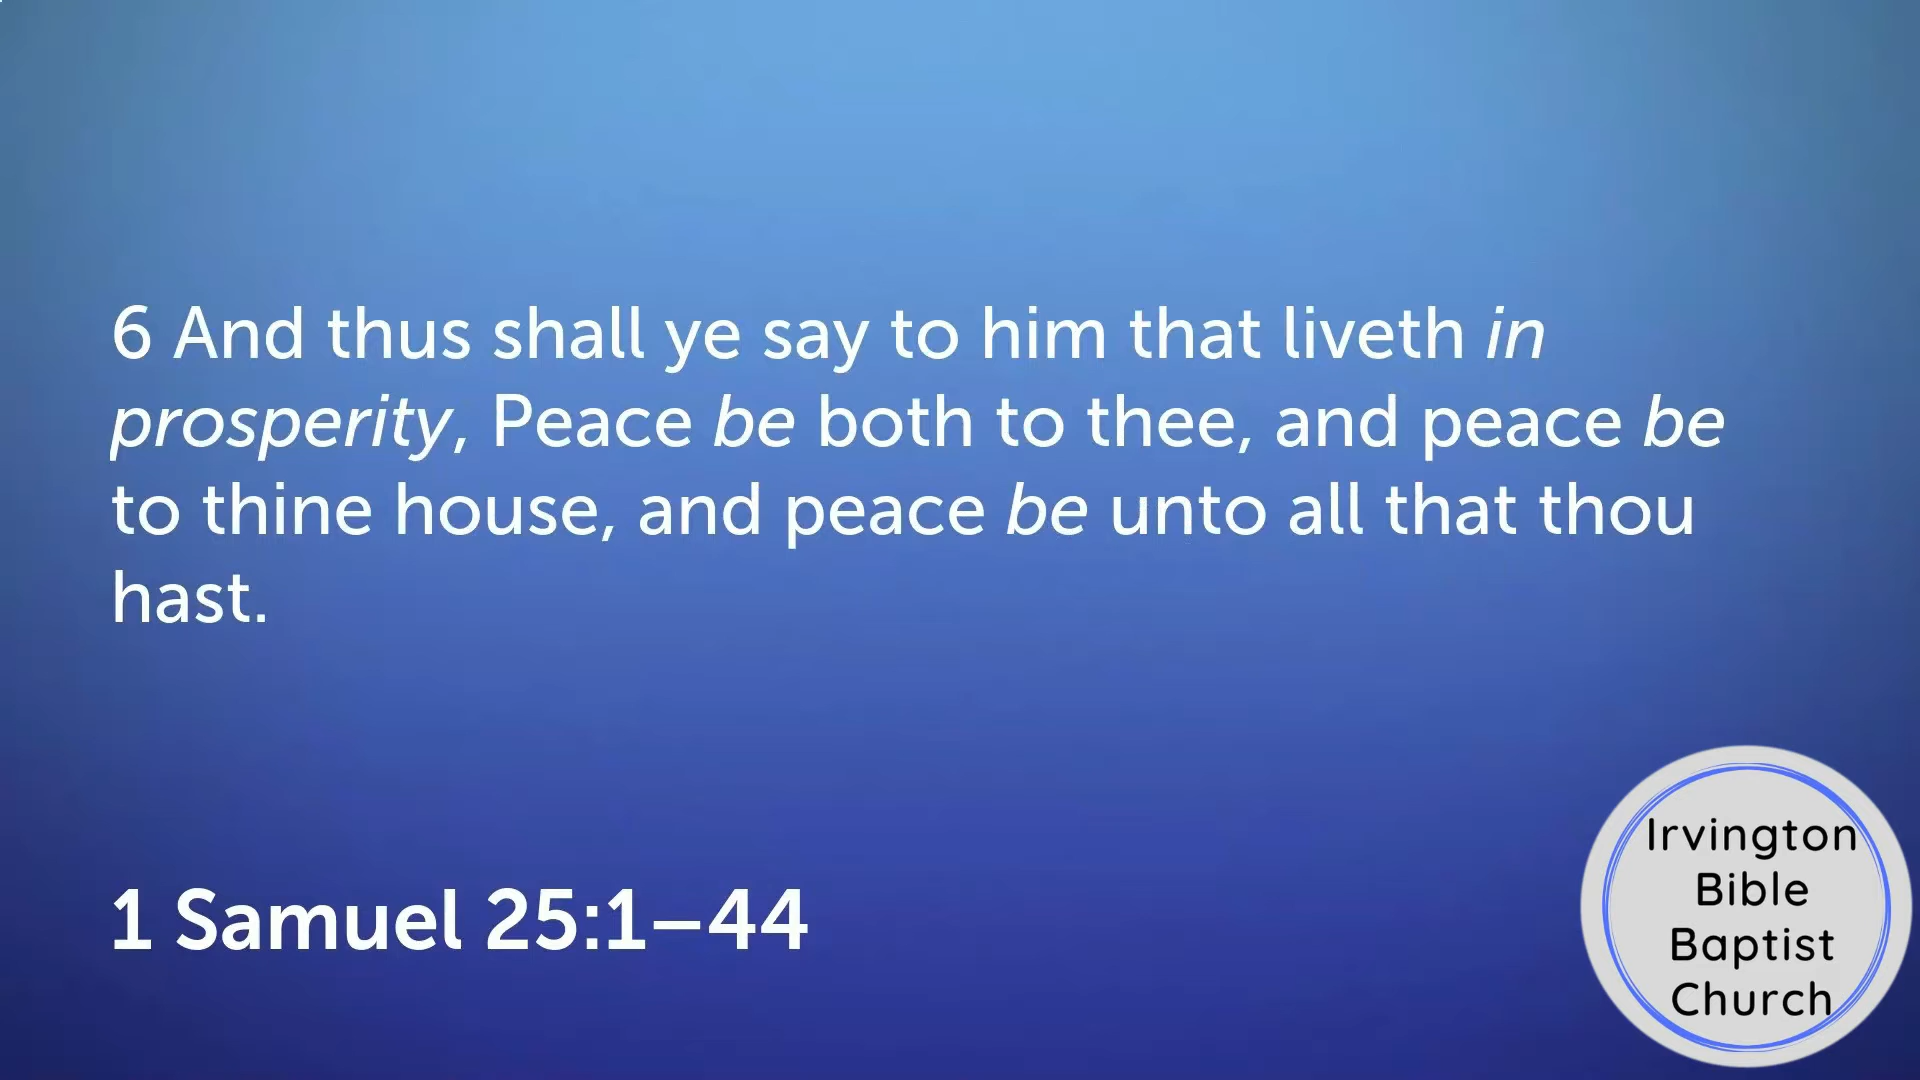 6 And thus shall ye say to him that liveth in
prosperity, Peace be both to thee, and peace be
to thine house, and peace be unto all that thou
hast.
1 Samuel 25:1–44
Irvington
Bible
Baptist
Church